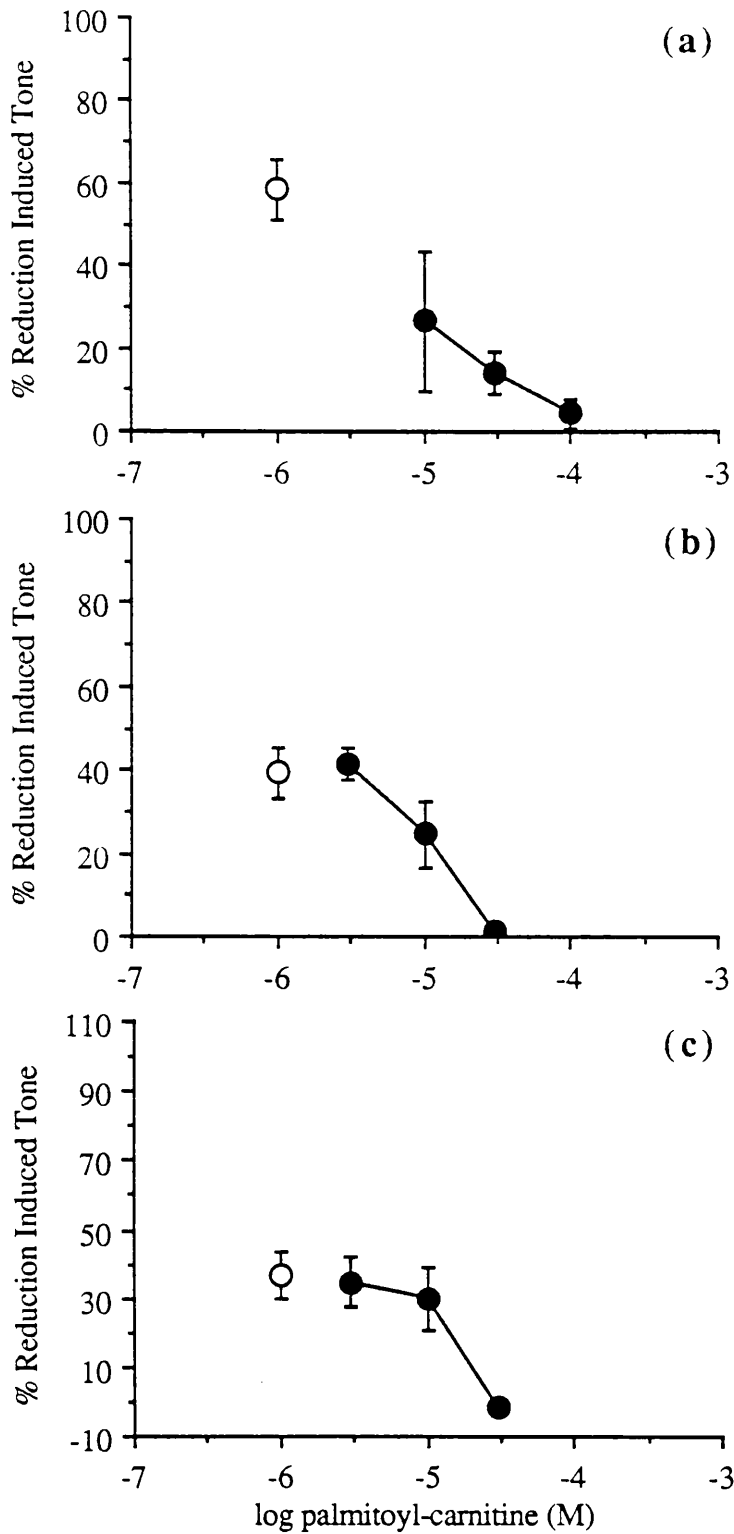 (a)
% Reduction Induced Tone
100
80
60
40
20
0
-7 -6 -5 -4 -3
(b)
% Reduction Induced Tone
100
80
60
40
20
0
-7 -6 -5 -4 -3
(c)
% Reduction Induced Tone
110
90
70
50
30
10
-10
-7 -6 -5 -4 -3
log palmitoyl-carnitine (M)